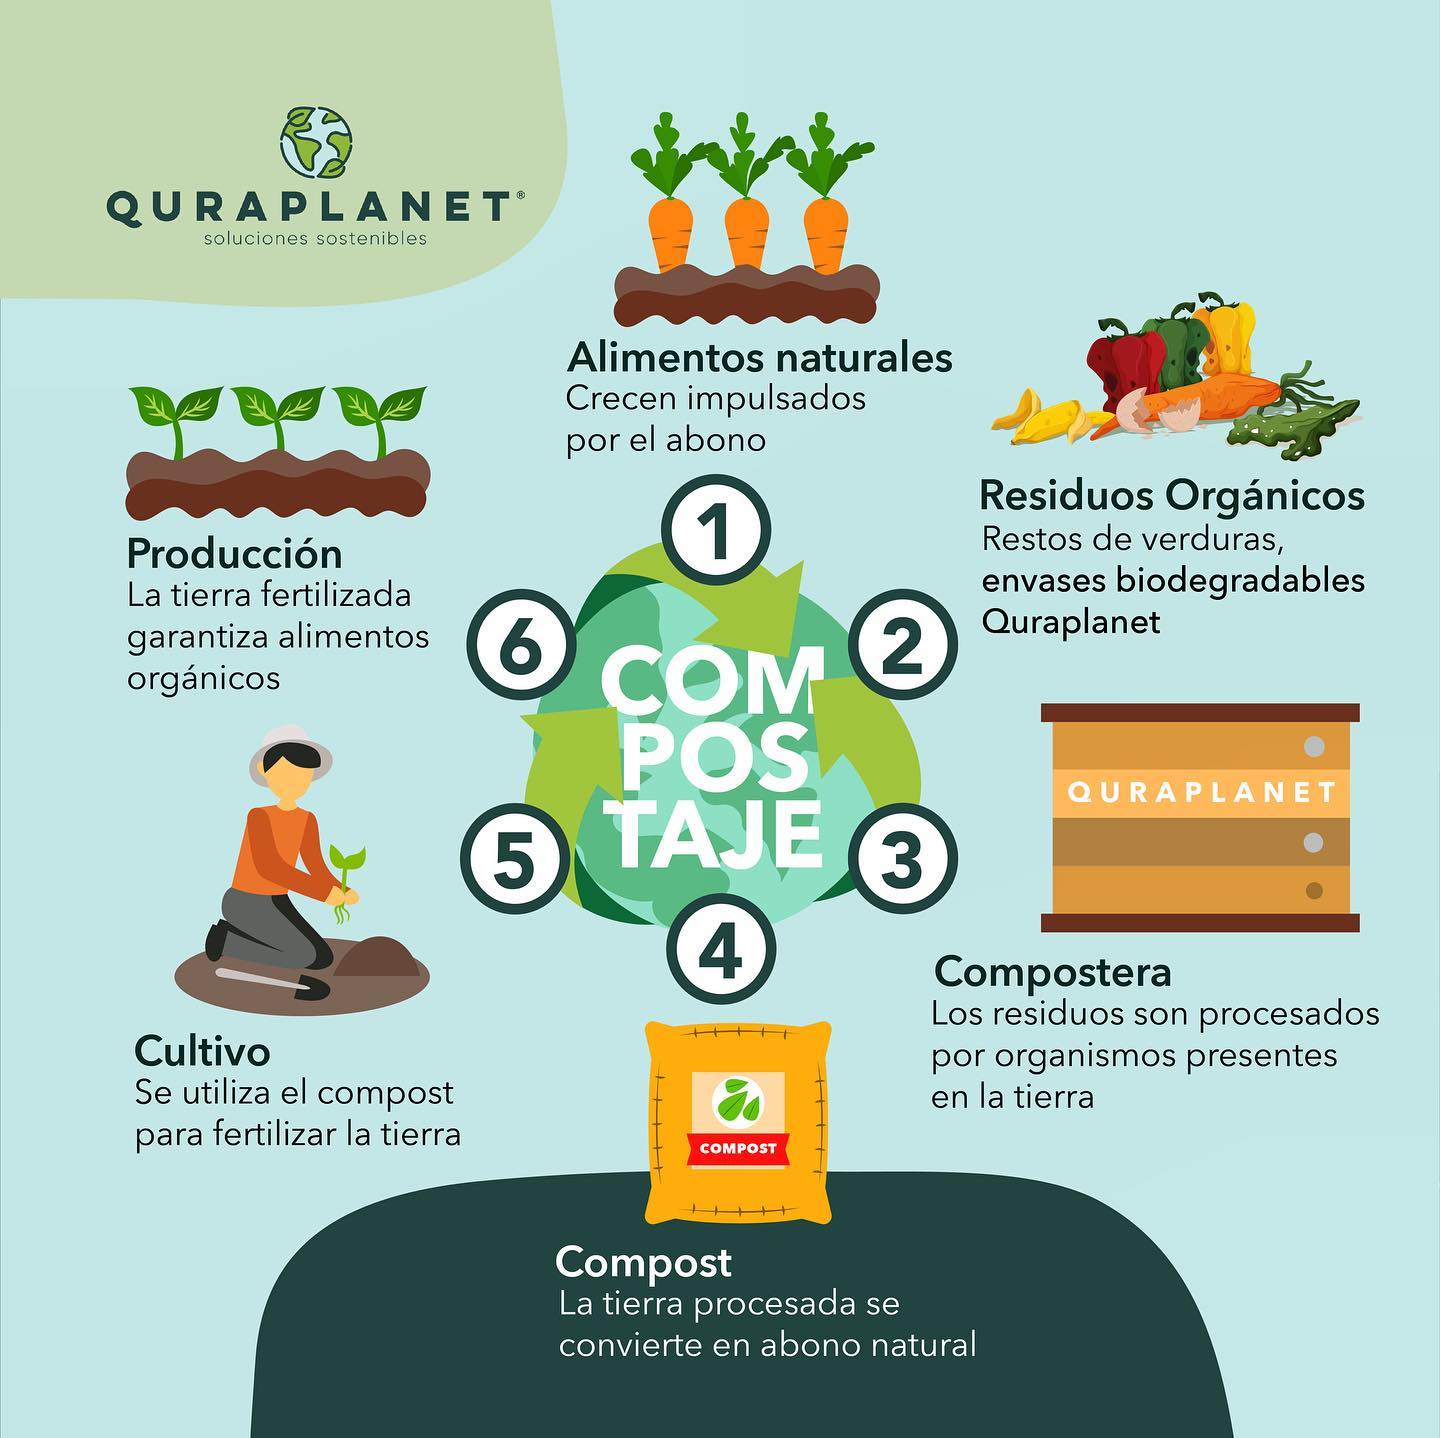 QURAPLANET®
soluciones sostenibles
1
Alimentos naturales
Crecen impulsados
por el abono
2
Residuos Orgánicos
Restos de verduras,
envases biodegradables
Quraplanet
3
QURAPLANET
Compostera
Los residuos son procesados
por organismos presentes
en la tierra
4
COMPOST
Compost
La tierra procesada se
convierte en abono natural
5
Cultivo
Se utiliza el compost
para fertilizar la tierra
6
Producción
La tierra fertilizada
garantiza alimentos
orgánicos
COM
POS
TAJE